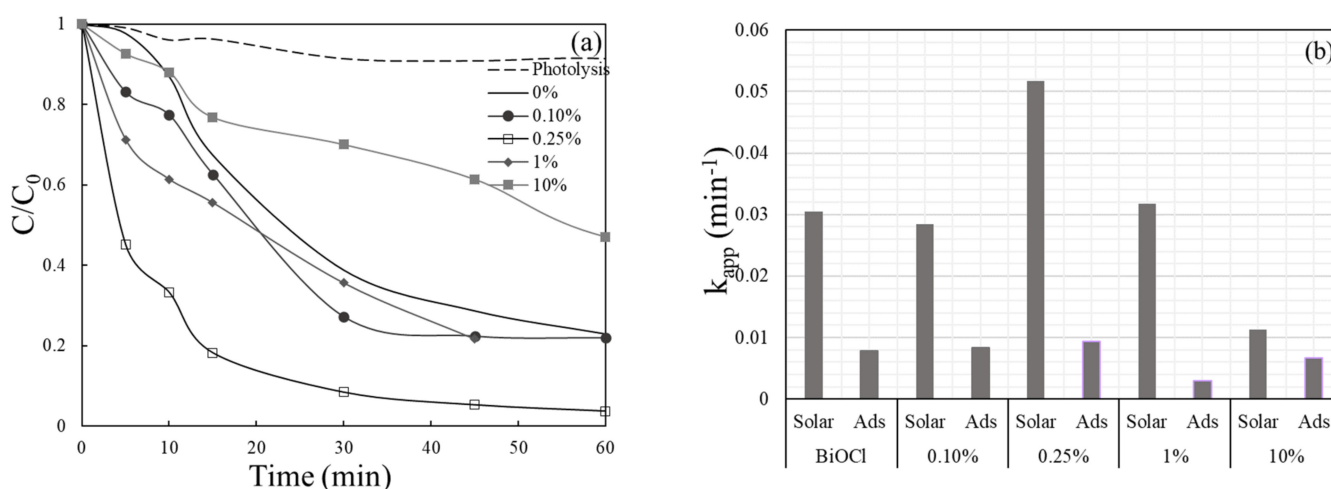 (a)
1
0.8
0.6
0.4
0.2
0
C/C0
0 10 20 30 40 50 60
Time (min)
Photolysis
0%
0.10%
0.25%
1%
10%
(b)
0.06
0.05
0.04
0.03
0.02
0.01
0
kapp (min-1)
Solar Ads Solar Ads Solar Ads Solar Ads Solar Ads
BiOCl 0.10% 0.25% 1% 10%